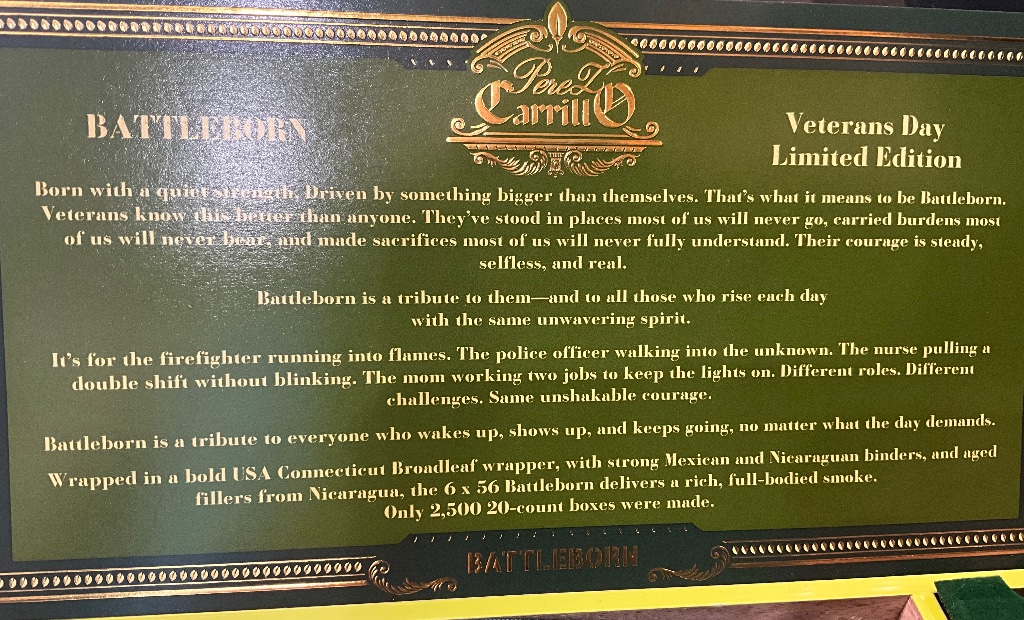 Perez
Carrillo
BATTLEBORN
Veterans Day
Limited Edition
Born with a quiet strength. Driven by something bigger than themselves. That's what it means to be Battleborn.
Veterans know this better than anyone. They've stood in places most of us will never go, carried burdens most
of us will never bear, and made sacrifices most of us will never fully understand. Their courage is steady,
selfless, and real.
Battleborn is a tribute to them—and to all those who rise each day
with the same unwavering spirit.
It's for the firefighter running into flames. The police officer walking into the unknown. The nurse pulling a
double shift without blinking. The mom working two jobs to keep the lights on. Different roles. Different
challenges. Same unshakable courage.
Battleborn is a tribute to everyone who wakes up, shows up, and keeps going, no matter what the day demands.
Wrapped in a bold USA Connecticut Broadleaf wrapper, with strong Mexican and Nicaraguan binders, and aged
fillers from Nicaragua, the 6 x 56 Battleborn delivers a rich, full-bodied smoke.
Only 2,500 20-count boxes were made.
BATTLEBORN